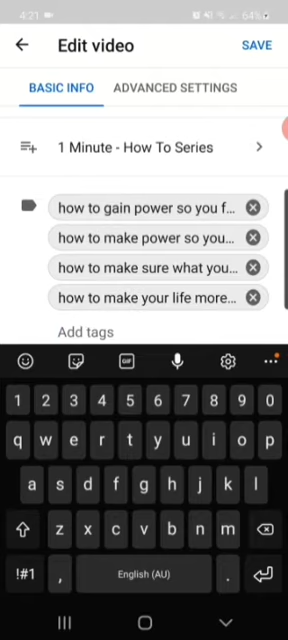 4:21
64%
Edit video
SAVE
BASIC INFO
ADVANCED SETTINGS
1 Minute - How To Series
how to gain power so you f...
how to make power so you...
how to make sure what you...
how to make your life more...
Add tags
GIF
1 2 3 4 5 6 7 8 9 0
q w e r t y u i o p
a s d f g h j k l
z x c v b n m
!#1 , English (AU) .